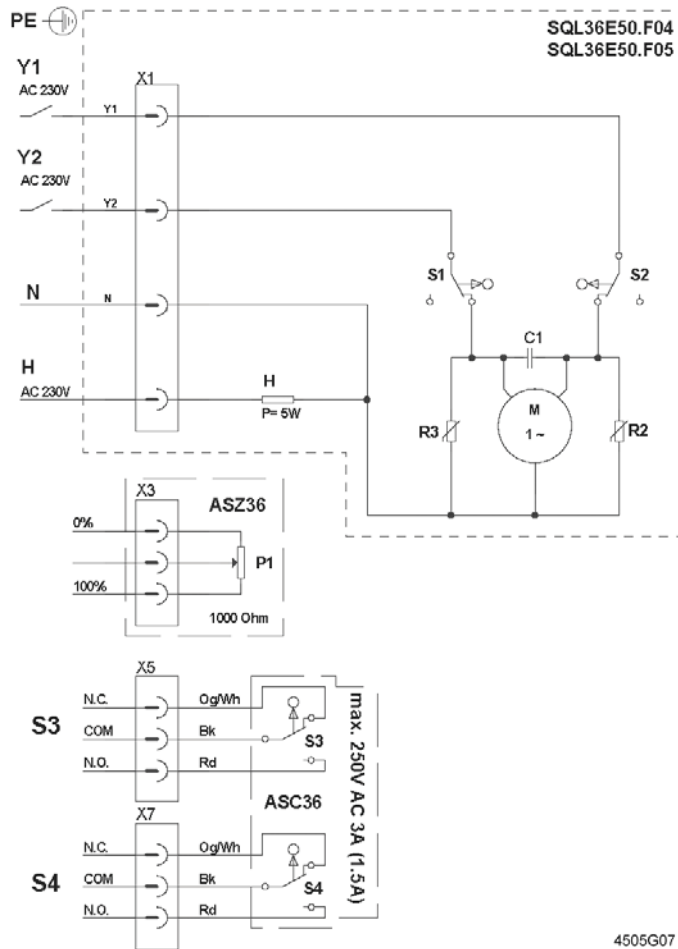 PE
SQL36E50.F04
SQL36E50.F05
Y1
AC 230V
X1
Y1
Y2
AC 230V
Y2
S1
S2
N
N
C1
H
AC 230V
H
P= 5W
M
1 ~
R3
R2
X3
ASZ36
0%
P1
100%
1000 Ohm
X5
S3
N.C.
Og/Wh
COM
Bk
S3
N.O.
Rd
max. 250V AC 3A (1.5A)
ASC36
X7
S4
N.C.
Og/Wh
COM
Bk
S4
N.O.
Rd
4505G07